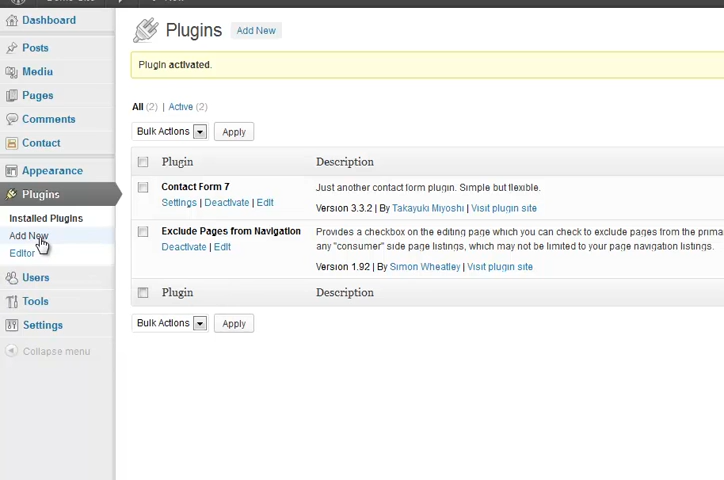 Dashboard
Posts
Media
Pages
Comments
Contact
Appearance
Plugins
Installed Plugins
Add New
Editor
Users
Tools
Settings
Collapse menu
Plugins Add New
Plugin activated.
All (2) | Active (2)
Bulk Actions Apply
Plugin Description
Contact Form 7 Just another contact form plugin. Simple but flexible.
Settings | Deactivate | Edit Version 3.3.2 | By Takayuki Miyoshi | Visit plugin site
Exclude Pages from Navigation Provides a checkbox on the editing page which you can check to exclude pages from the prima
Deactivate | Edit any "consumer" side page listings, which may not be limited to your page navigation listings.
Version 1.92 | By Simon Wheatley | Visit plugin site
Plugin Description
Bulk Actions Apply